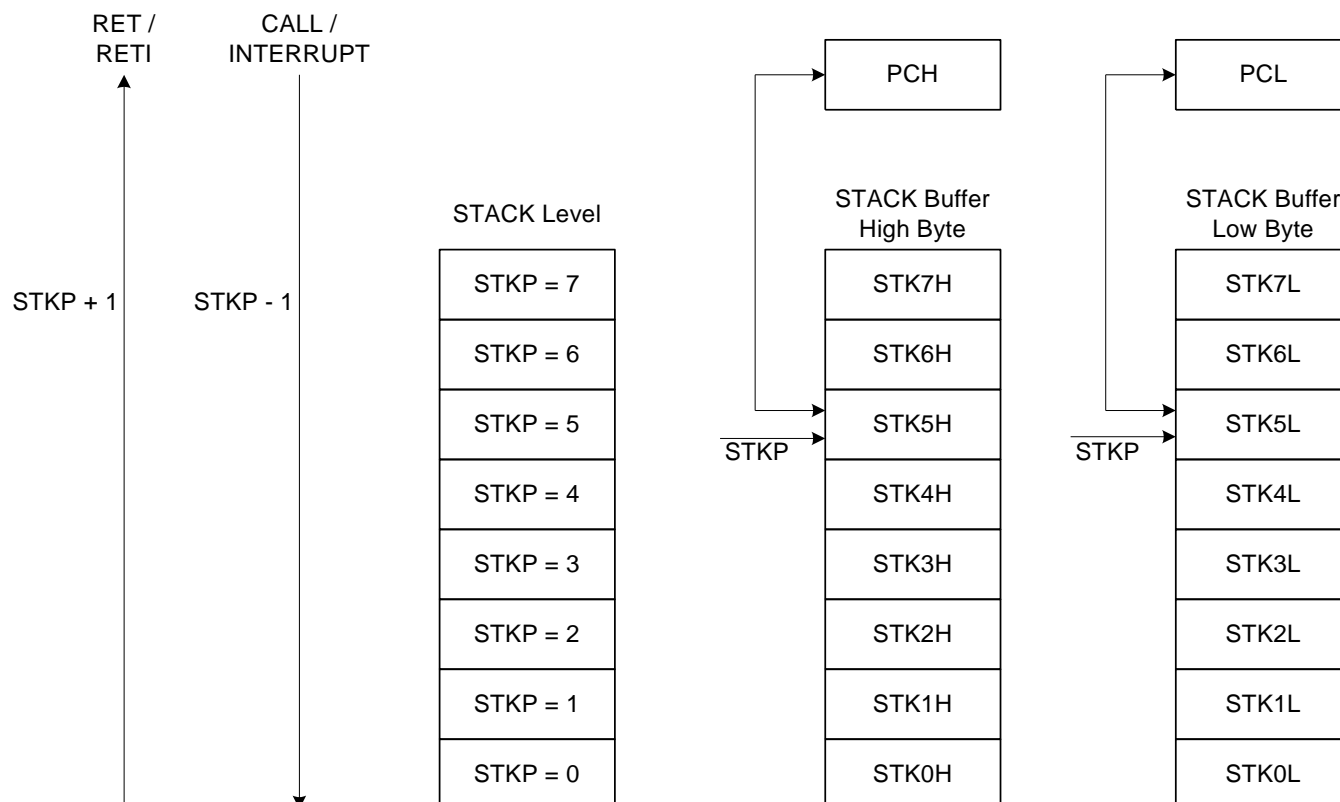 RET /
RETI
CALL /
INTERRUPT
PCH
PCL
STACK Level
STACK Buffer
High Byte
STACK Buffer
Low Byte
STKP + 1
STKP - 1
STKP = 7
STK7H
STK7L
STKP = 6
STK6H
STK6L
STKP = 5
STK5H
STK5L
STKP
STKP
STKP = 4
STK4H
STK4L
STKP = 3
STK3H
STK3L
STKP = 2
STK2H
STK2L
STKP = 1
STK1H
STK1L
STKP = 0
STK0H
STK0L